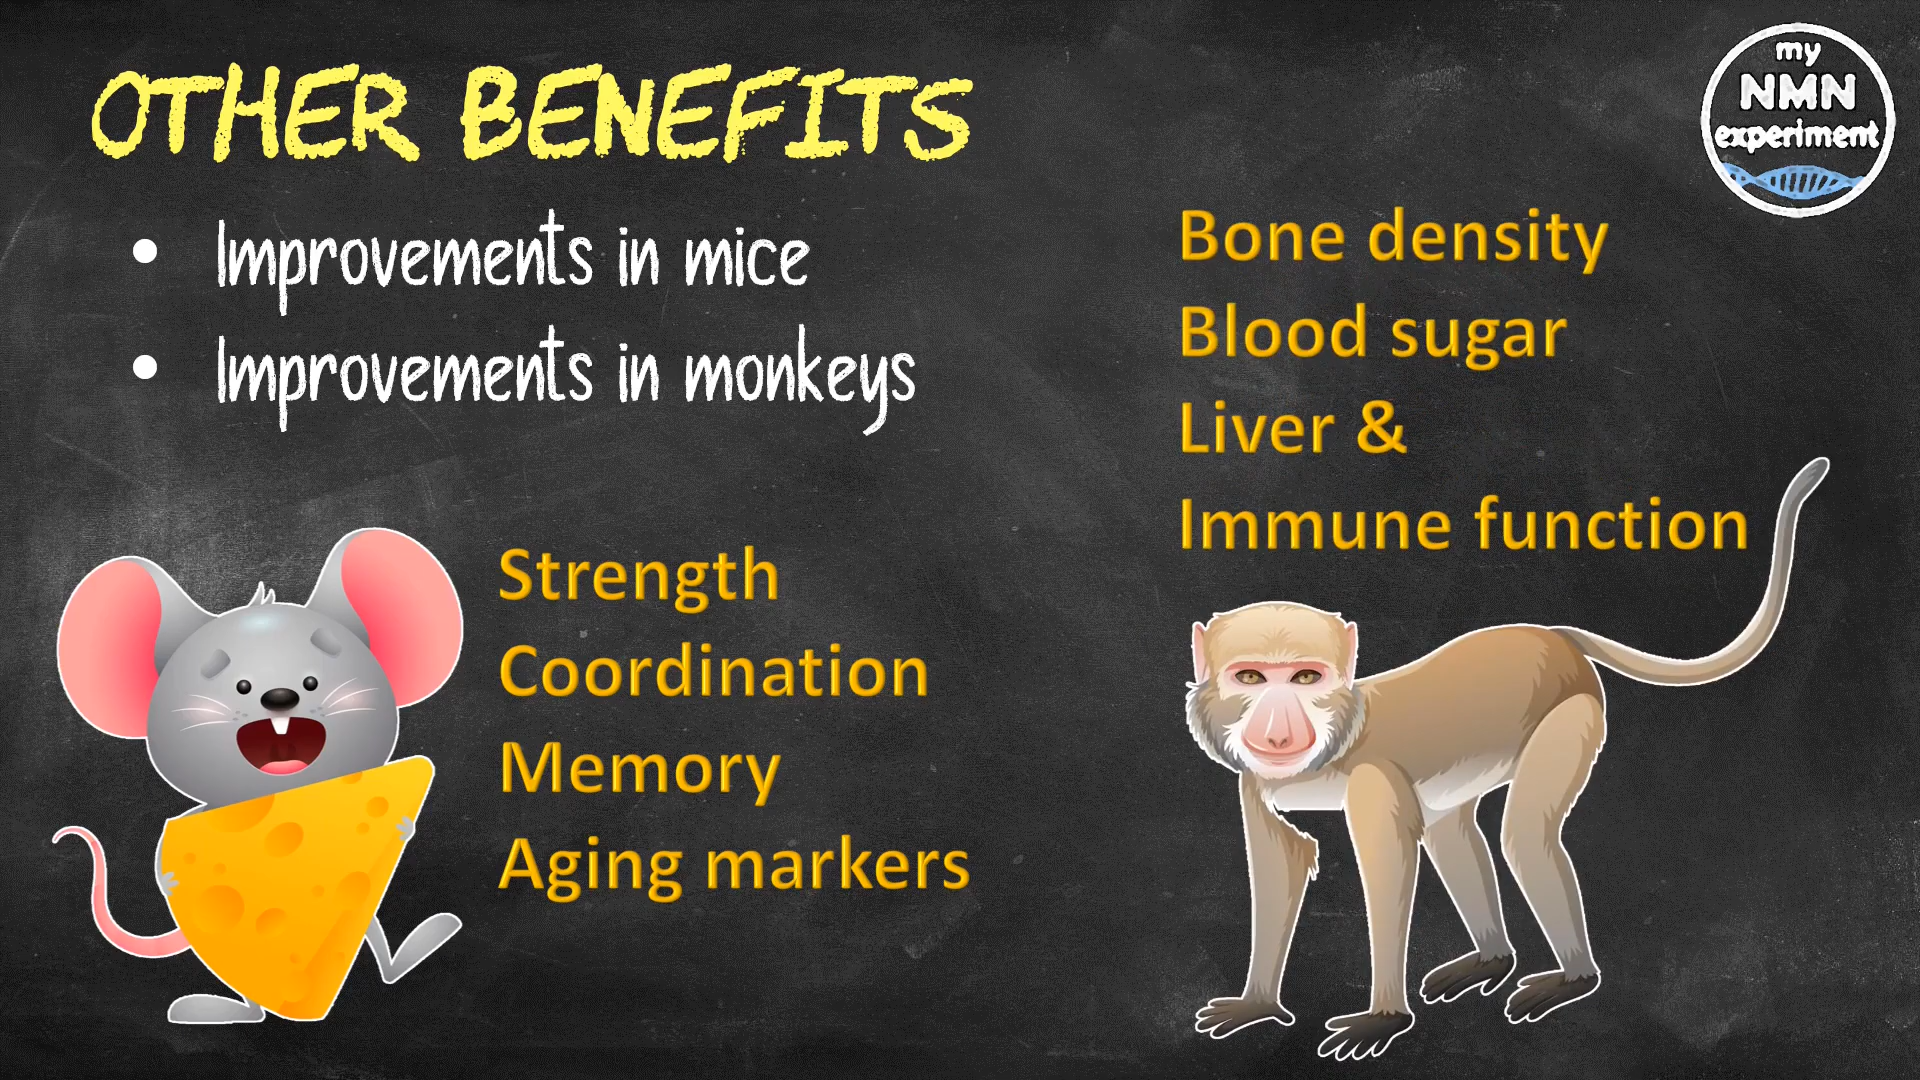 OTHER BENEFITS
my
NMN
experiment
• Improvements in mice
• Improvements in monkeys
Bone density
Blood sugar
Liver &
Immune function
Strength
Coordination
Memory
Aging markers